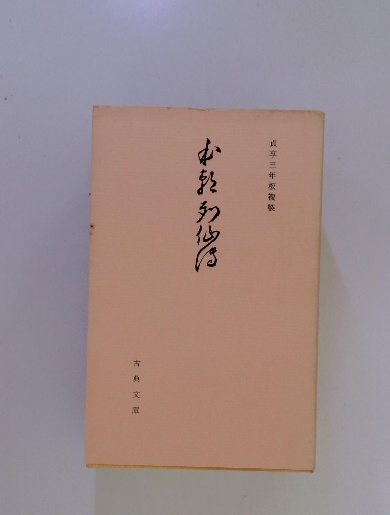 貞享三年板複製
本朝列仙傳
古典文庫